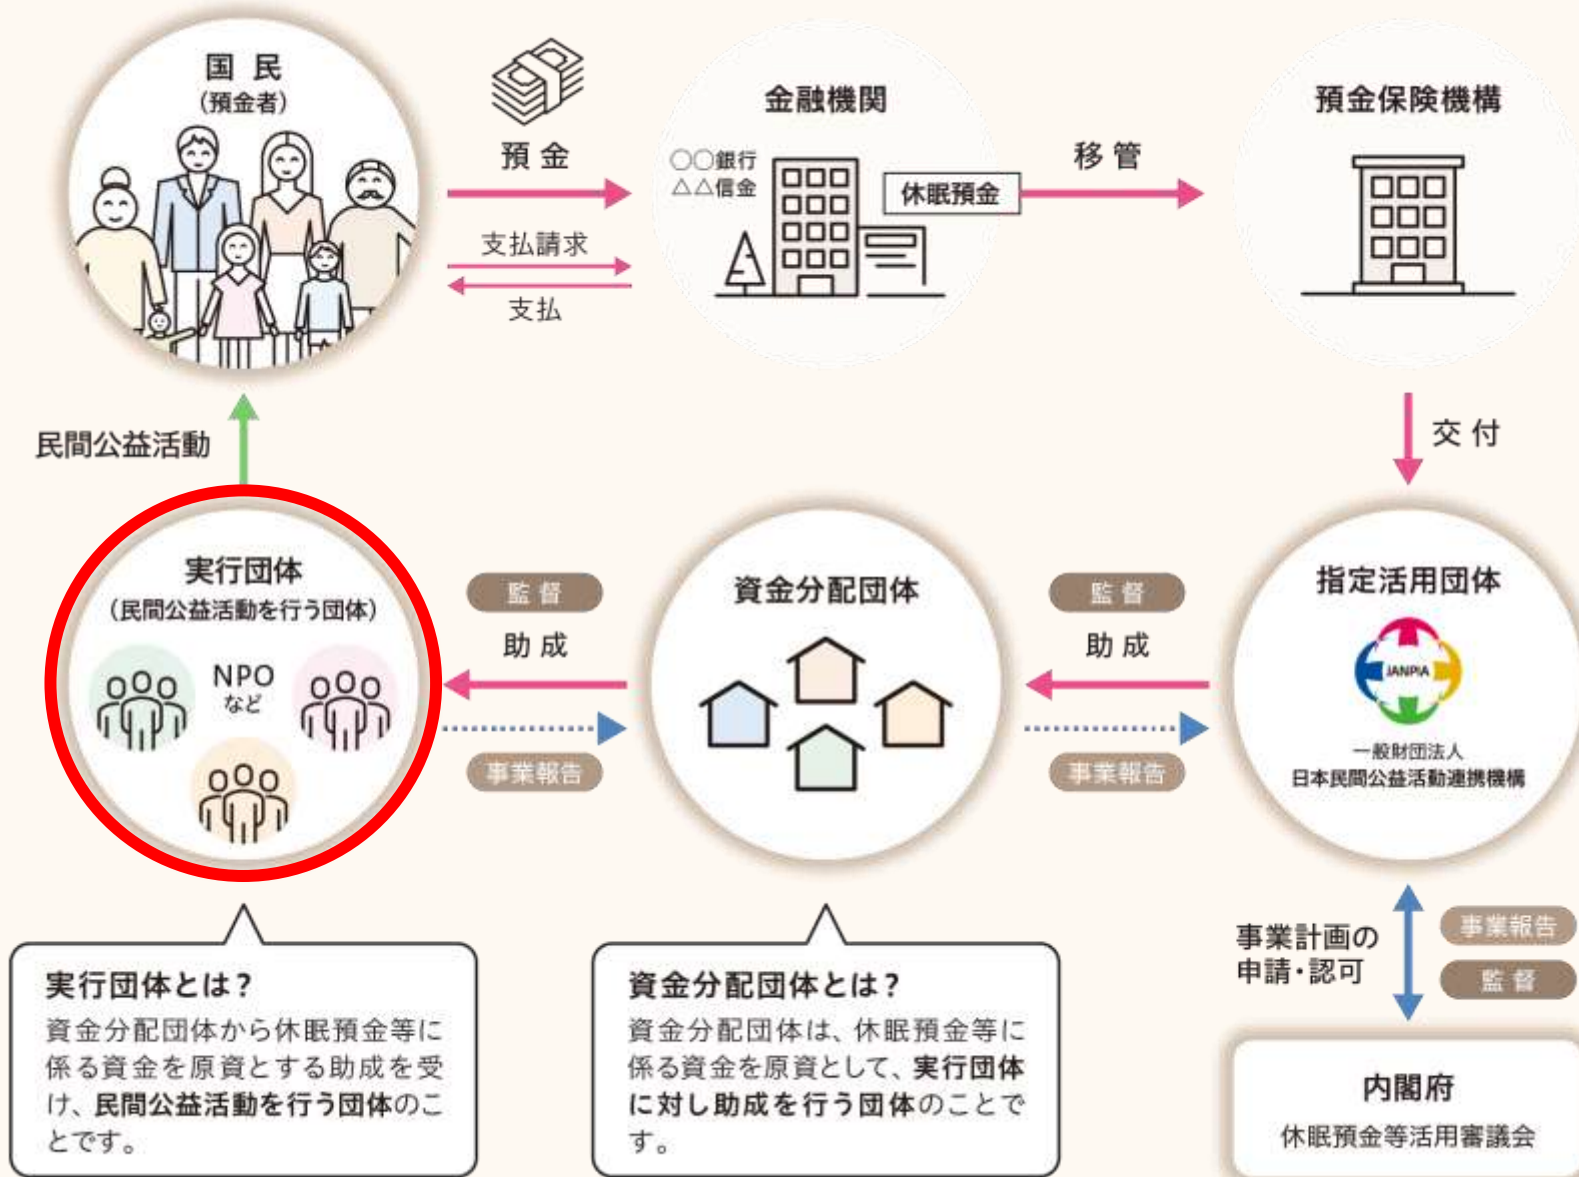 国 民
(預金者)
預 金
支払請求
支払
金融機関
○○銀行
△△信金
休眠預金
移 管
預金保険機構
交 付
民間公益活動
実行団体
(民間公益活動を行う団体)
NPO
など
監 督
助 成
事業報告
資金分配団体
監 督
助 成
事業報告
指定活用団体
JANPIA
一般財団法人
日本民間公益活動連携機構
実行団体とは?
資金分配団体から休眠預金等に
係る資金を原資とする助成を受
け、民間公益活動を行う団体のこ
とです。
資金分配団体とは?
資金分配団体は、休眠預金等に
係る資金を原資として、実行団体
に対し助成を行う団体のことで
す。
事業計画の
申請・認可
事業報告
監 督
内閣府
休眠預金等活用審議会